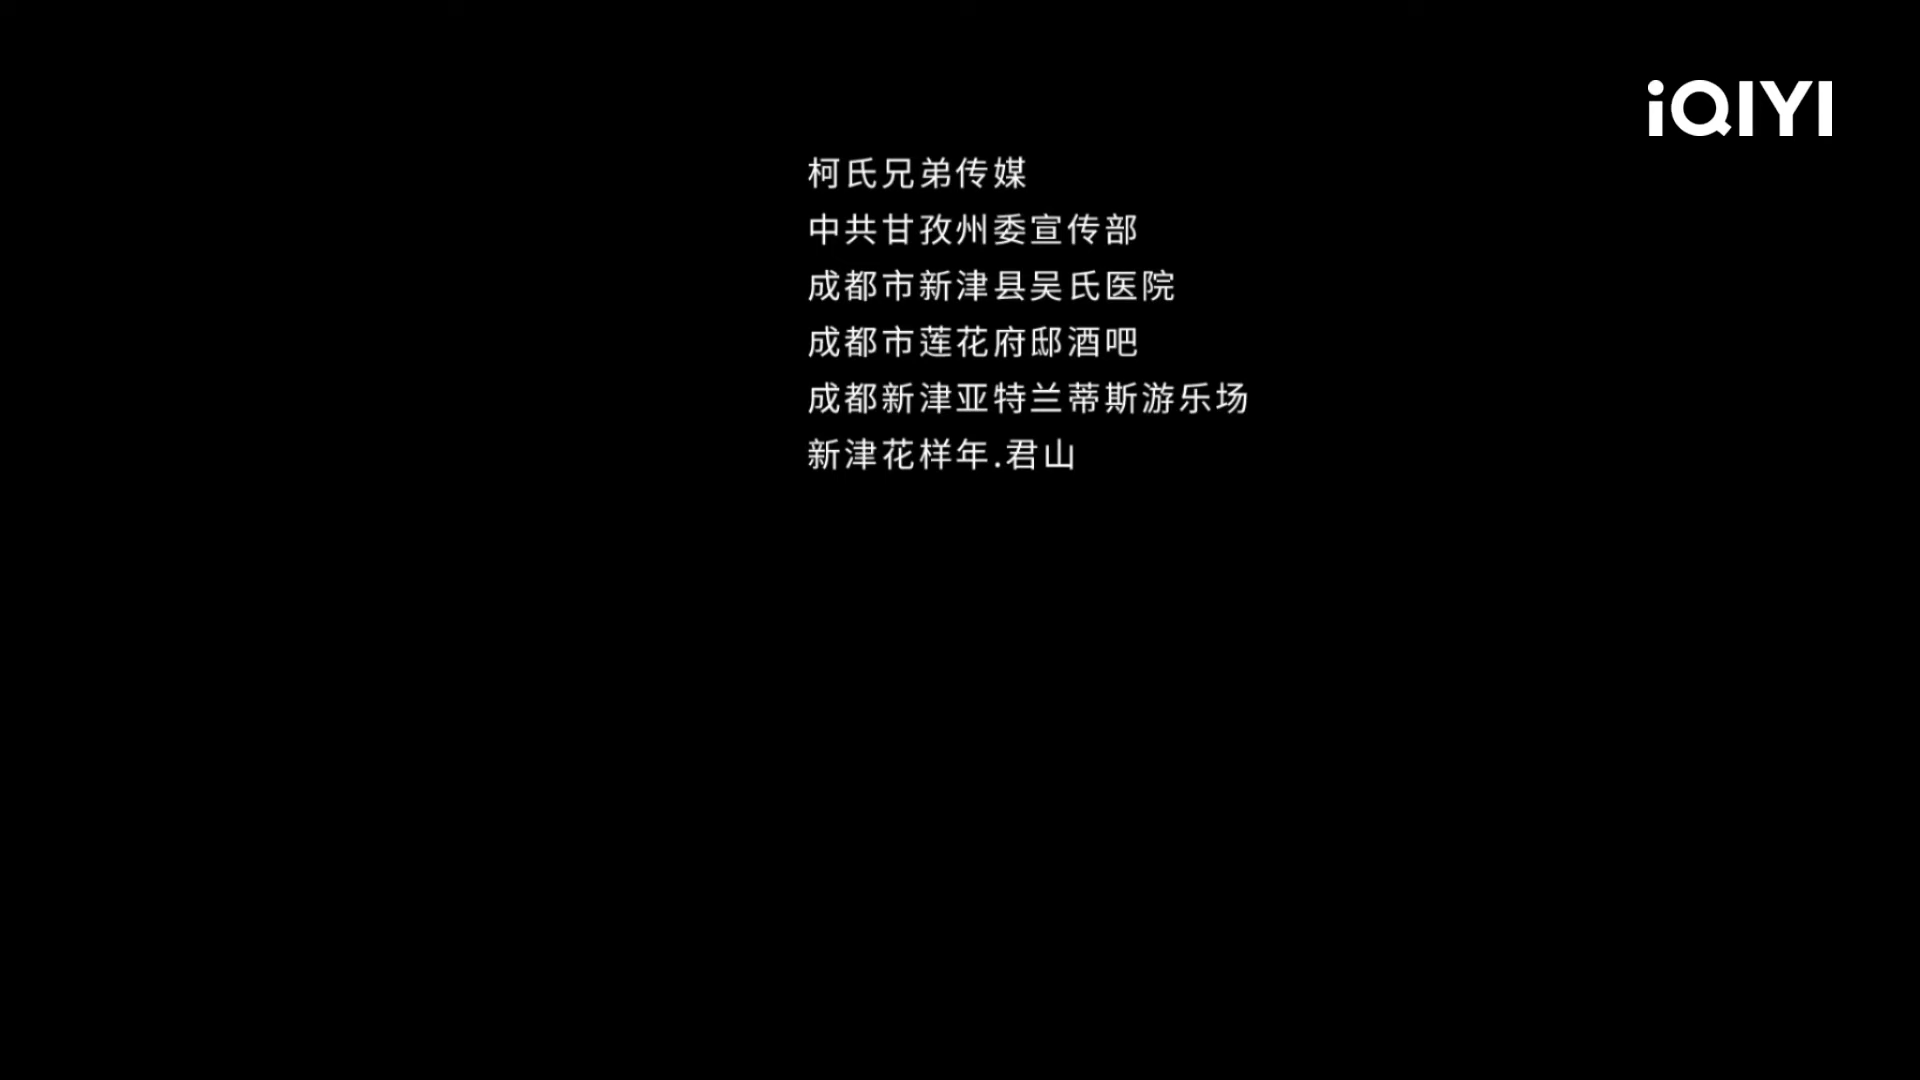 iQIYI
柯氏兄弟传媒
中共甘孜州委宣传部
成都市新津县吴氏医院
成都市莲花府邸酒吧
成都新津亚特兰蒂斯游乐场
新津花样年.君山